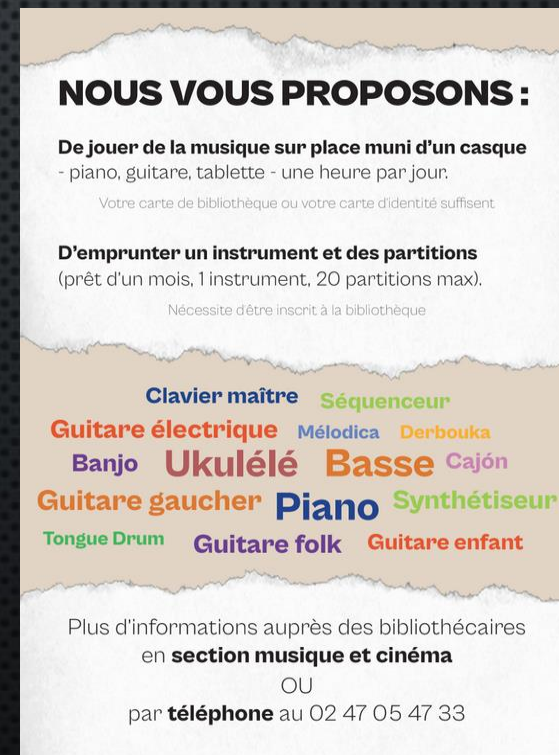 NOUS VOUS PROPOSONS :
De jouer de la musique sur place muni d'un casque
- piano, guitare, tablette - une heure par jour.
Votre carte de bibliothèque ou votre carte d'identité suffisent
D'emprunter un instrument et des partitions
(prêt d'un mois, 1 instrument, 20 partitions max).
Nécessite d'être inscrit à la bibliothèque
Clavier maître Séquenceur
Guitare électrique Mélodica Derbouka
Banjo Ukulélé Basse Cajón
Guitare gaucher Piano Synthétiseur
Tongue Drum Guitare folk Guitare enfant
Plus d'informations auprès des bibliothécaires
en section musique et cinéma
OU
par téléphone au 02 47 05 47 33